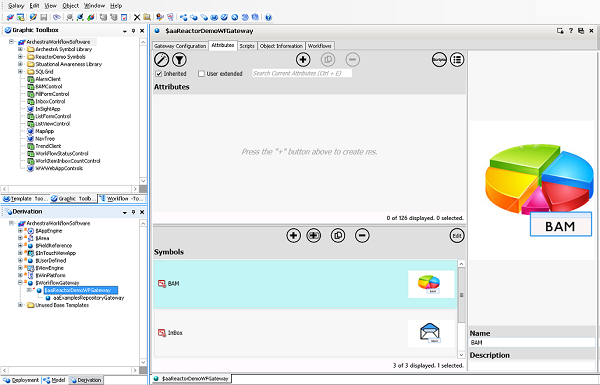 Galaxy Edit View Object Window Help
Graphic Toolbox
ArchestraWorkflowSoftware
ArchestrA Symbol Library
ReactorDemo Symbols
Situational Awareness Library
SQLGrid
AlarmClient
BAMControl
FillFormControl
InboxControl
InSightApp
ListFormControl
ListViewControl
MapApp
NavTree
TrendClient
WorkflowStatusControl
WorkItemInboxCountControl
WWWebAppControls
Template Too... Graphic Toolb... Workflow -To...
Derivation
ArchestraWorkflowSoftware
$AppEngine
$Area
$FieldReference
$InTouchViewApp
$UserDefined
$ViewEngine
$WinPlatform
$WorkflowGateway
$aaReactorDemoWFGateway
aaExamplesRepositoryGateway
Unused Base Templates
Deployment Model Derivation
$aaReactorDemoWFGateway
Gateway Configuration Attributes Scripts Object Information Workflows
Scripts
Inherited User extended Search Current Attributes (Ctrl + E)
Attributes
Press the "+" button above to create res.
0 of 126 displayed. 0 selected.
Edit
Symbols
BAM
InBox
3 of 3 displayed. 1 selected.
BAM
Name
BAM
Description
$aaReactorDemoWFGateway